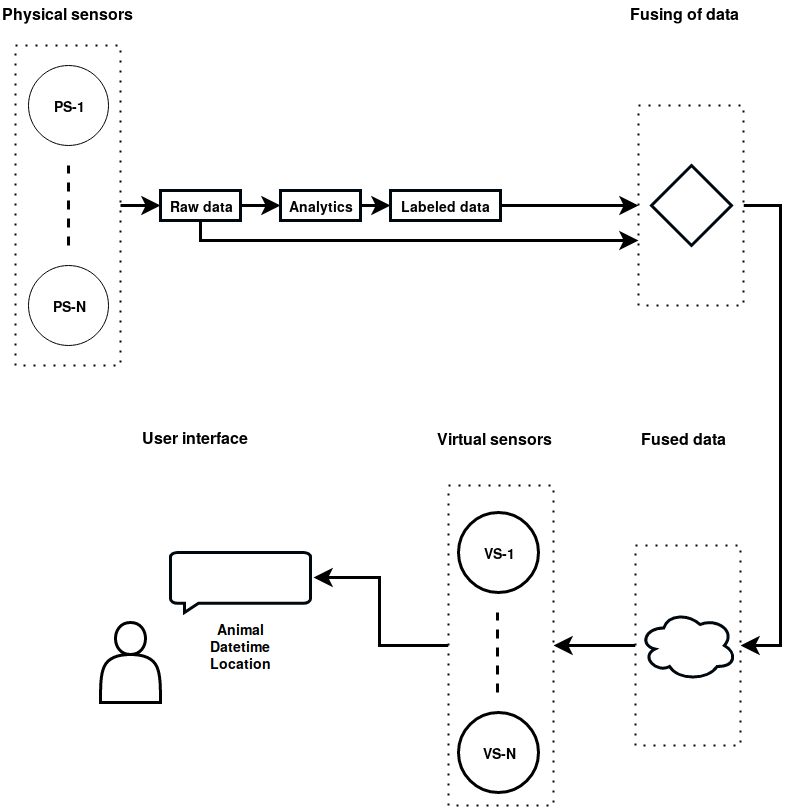 Physical sensors
Fusing of data
PS-1
Raw data
Analytics
Labeled data
PS-N
User interface
Virtual sensors
Fused data
VS-1
Animal
Datetime
Location
VS-N